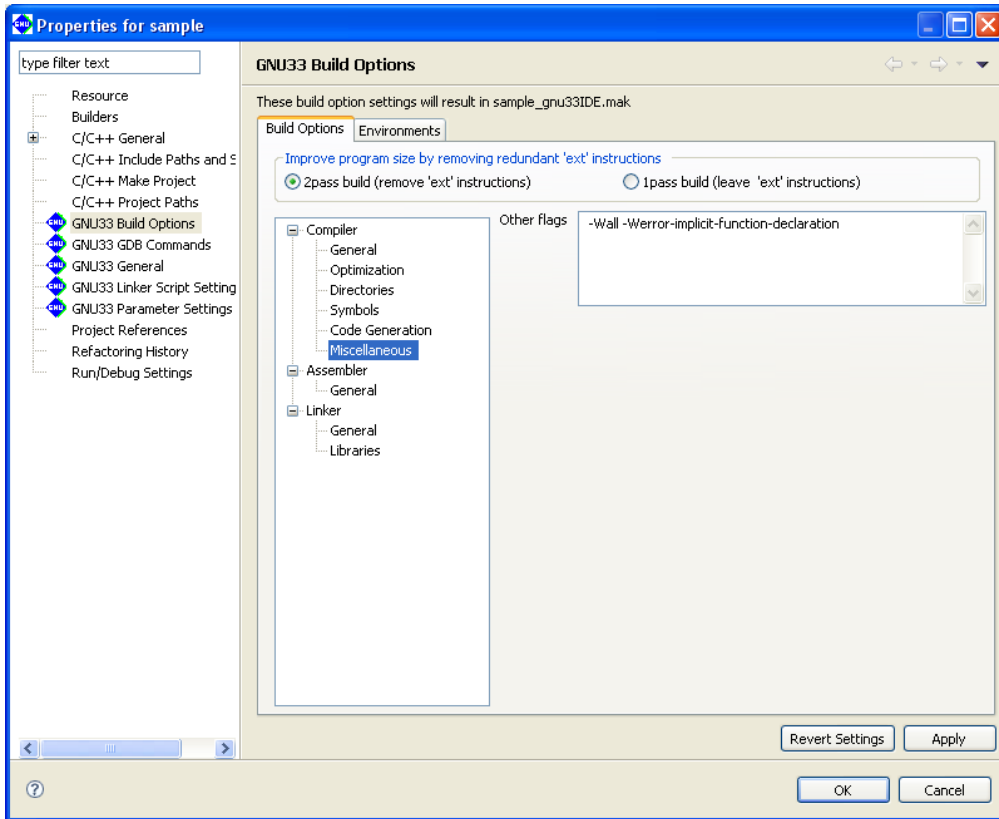 Properties for sample
type filter text
Resource
Builders
C/C++ General
C/C++ Include Paths and S
C/C++ Make Project
C/C++ Project Paths
GNU33 Build Options
GNU33 GDB Commands
GNU33 General
GNU33 Linker Script Setting
GNU33 Parameter Settings
Project References
Refactoring History
Run/Debug Settings
GNU33 Build Options
These build option settings will result in sample_gnu33IDE.mak
Build Options Environments
Improve program size by removing redundant 'ext' instructions
2pass build (remove 'ext' instructions) 1pass build (leave 'ext' instructions)
Compiler
General
Optimization
Directories
Symbols
Code Generation
Miscellaneous
Assembler
General
Linker
General
Libraries
Other flags -Wall -Werror-implicit-function-declaration
Revert Settings Apply
OK Cancel